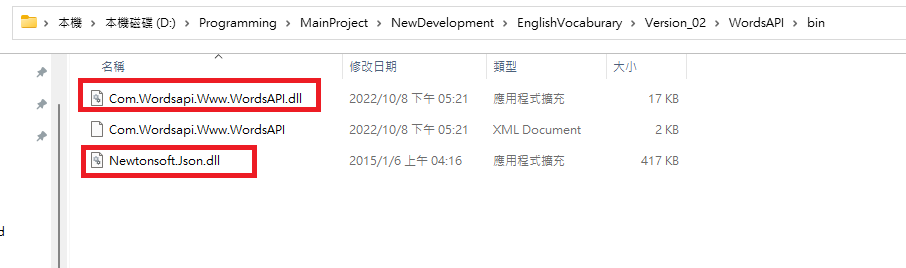 本機 › 本機磁碟 (D:) › Programming › MainProject › NewDevelopment › EnglishVocaburary › Version_02 › WordsAPI › bin
名稱 修改日期 類型 大小
Com.Wordsapi.Www.WordsAPI.dll 2022/10/8 下午 05:21 應用程式擴充 17 KB
Com.Wordsapi.Www.WordsAPI 2022/10/8 下午 05:21 XML Document 2 KB
Newtonsoft.Json.dll 2015/1/6 上午 04:16 應用程式擴充 417 KB
d